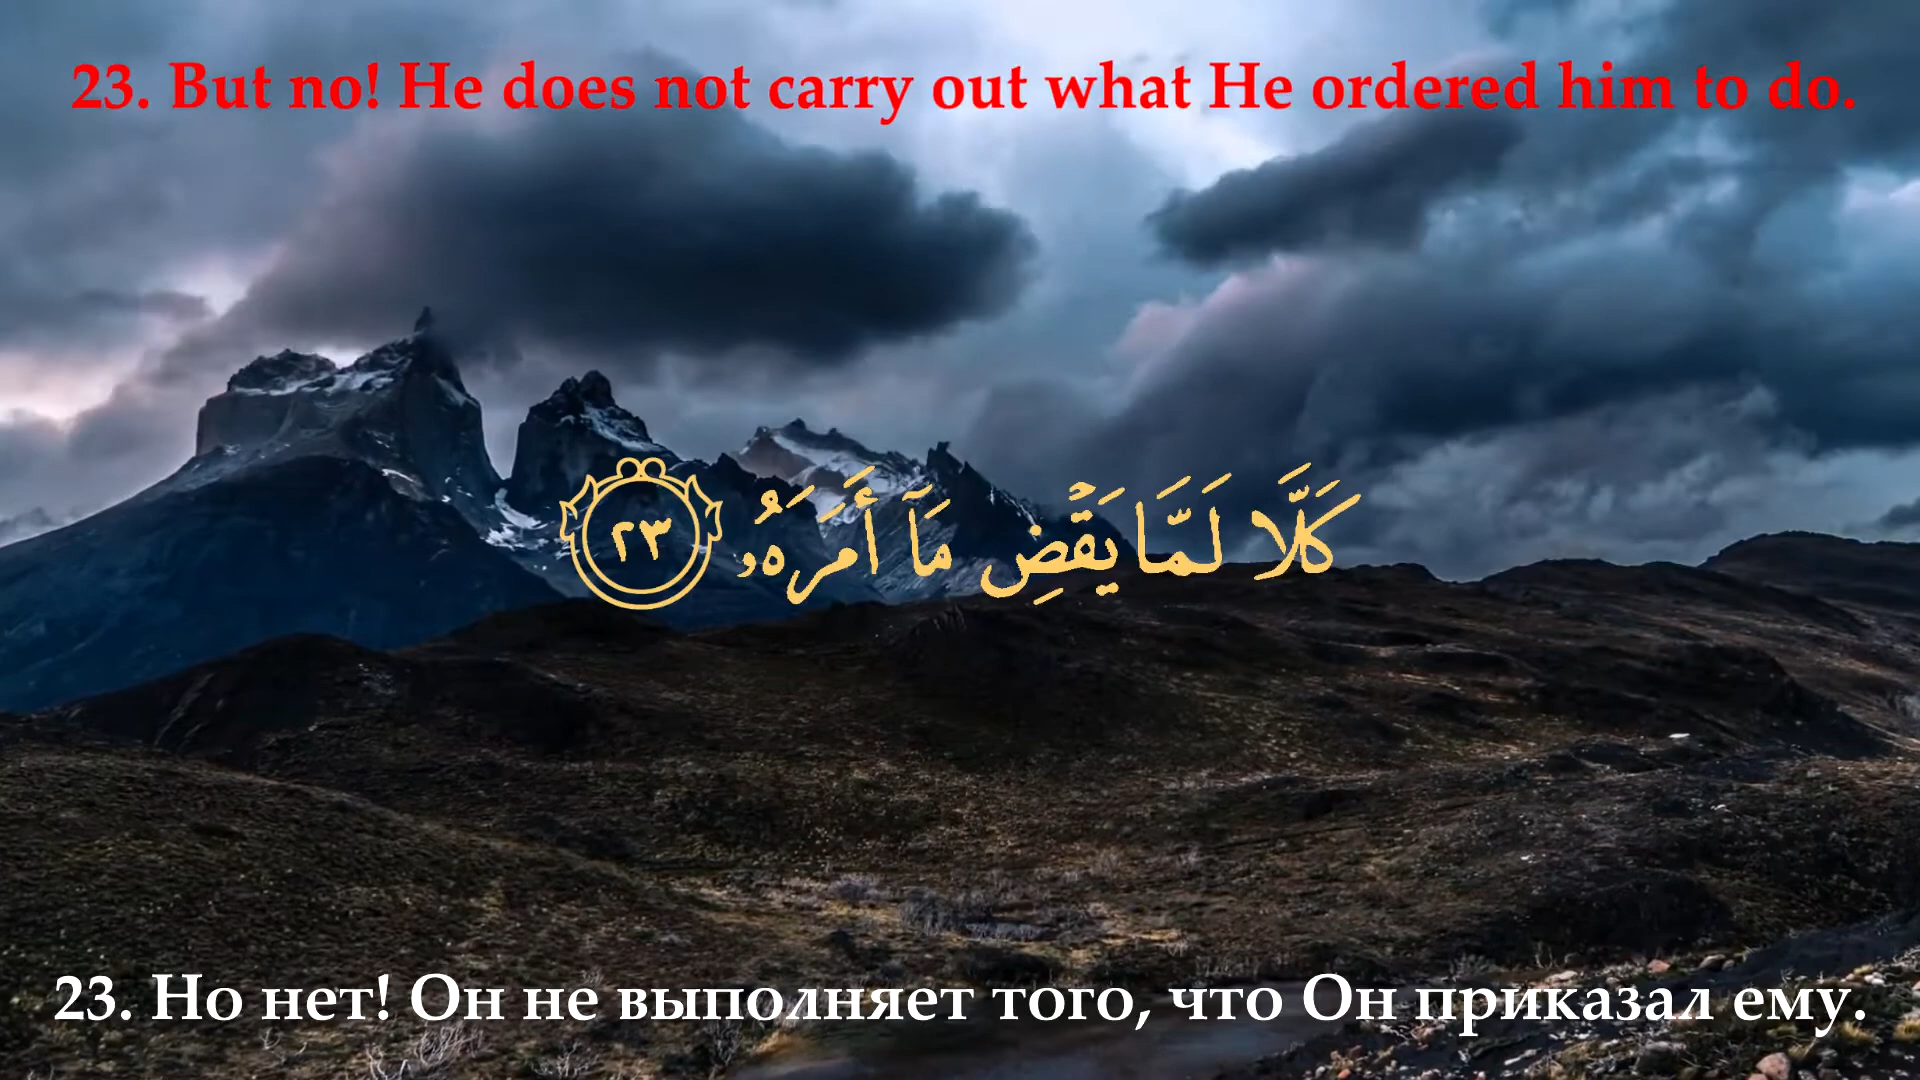 23. But no! He does not carry out what He ordered him to do.
كَلَّا لَمَّا يَقْضِ مَآ أَمَرَهُۥ ٢٣
23. Но нет! Он не выполняет того, что Он приказал ему.